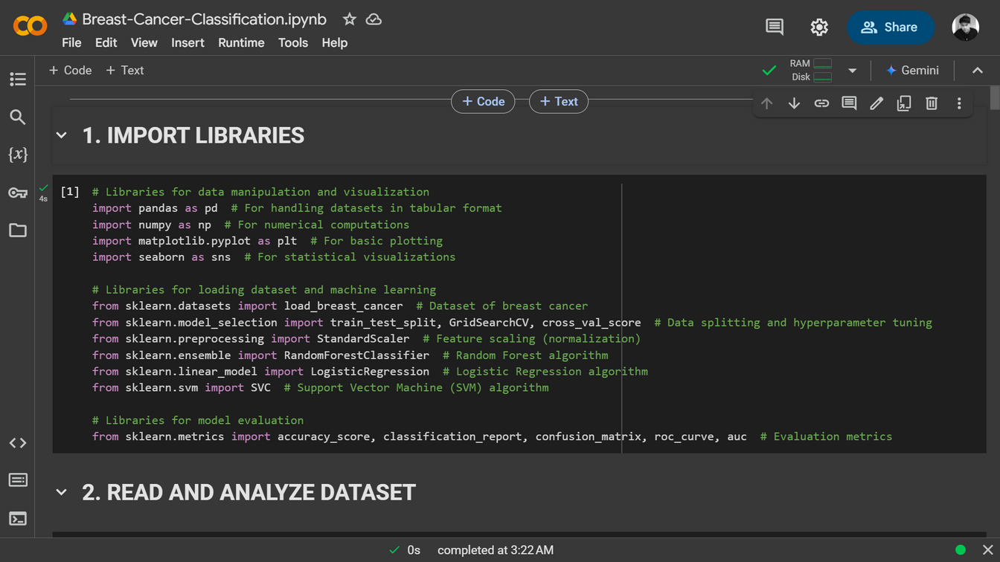 Breast-Cancer-Classification.ipynb
File Edit View Insert Runtime Tools Help
Share
+ Code + Text
RAM
Disk
Gemini
+ Code + Text
1. IMPORT LIBRARIES
4s
[1] # Libraries for data manipulation and visualization
import pandas as pd  # For handling datasets in tabular format
import numpy as np  # For numerical computations
import matplotlib.pyplot as plt  # For basic plotting
import seaborn as sns  # For statistical visualizations
# Libraries for loading dataset and machine learning
from sklearn.datasets import load_breast_cancer  # Dataset of breast cancer
from sklearn.model_selection import train_test_split, GridSearchCV, cross_val_score  # Data splitting and hyperparameter tuning
from sklearn.preprocessing import StandardScaler  # Feature scaling (normalization)
from sklearn.ensemble import RandomForestClassifier  # Random Forest algorithm
from sklearn.linear_model import LogisticRegression  # Logistic Regression algorithm
from sklearn.svm import SVC  # Support Vector Machine (SVM) algorithm
# Libraries for model evaluation
from sklearn.metrics import accuracy_score, classification_report, confusion_matrix, roc_curve, auc  # Evaluation metrics
2. READ AND ANALYZE DATASET
0s completed at 3:22 AM